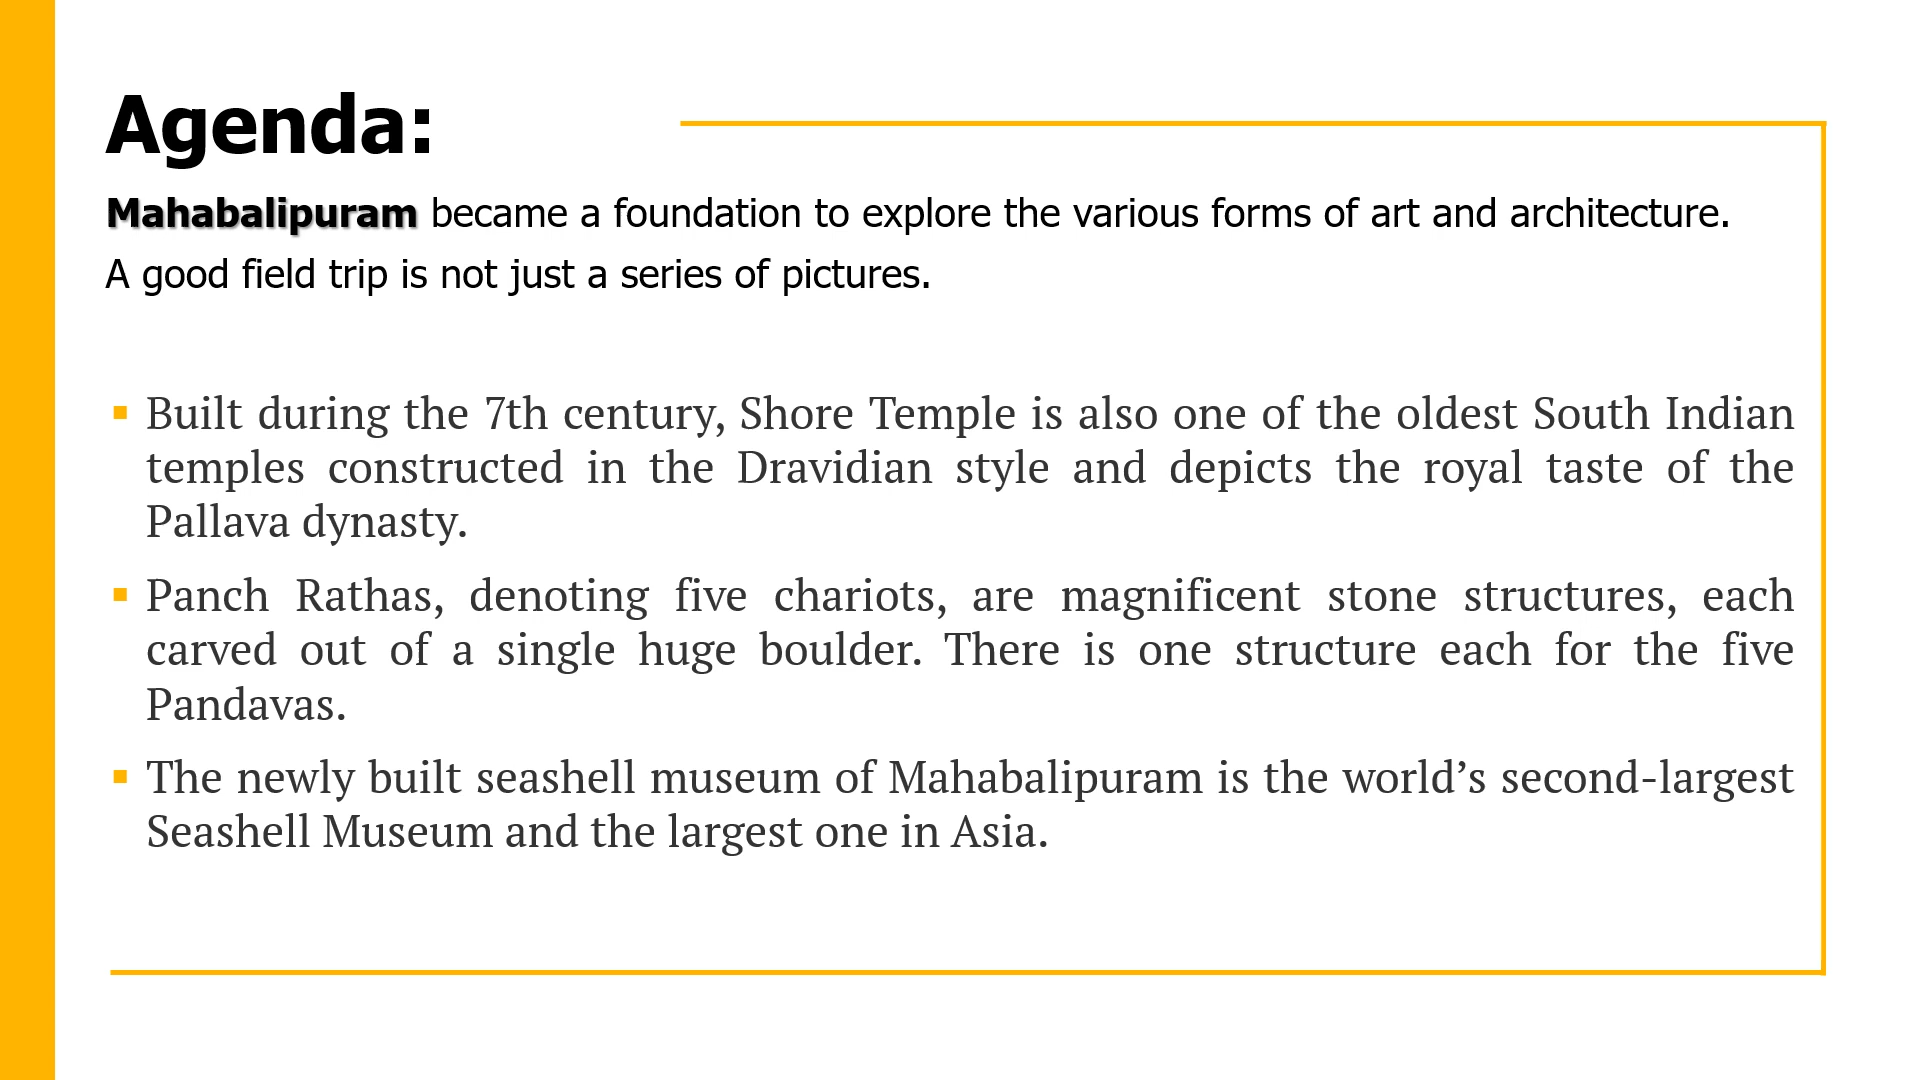 Agenda:
Mahabalipuram became a foundation to explore the various forms of art and architecture.
A good field trip is not just a series of pictures.
▪ Built during the 7th century, Shore Temple is also one of the oldest South Indian
temples constructed in the Dravidian style and depicts the royal taste of the
Pallava dynasty.
▪ Panch Rathas, denoting five chariots, are magnificent stone structures, each
carved out of a single huge boulder. There is one structure each for the five
Pandavas.
▪ The newly built seashell museum of Mahabalipuram is the world’s second-largest
Seashell Museum and the largest one in Asia.